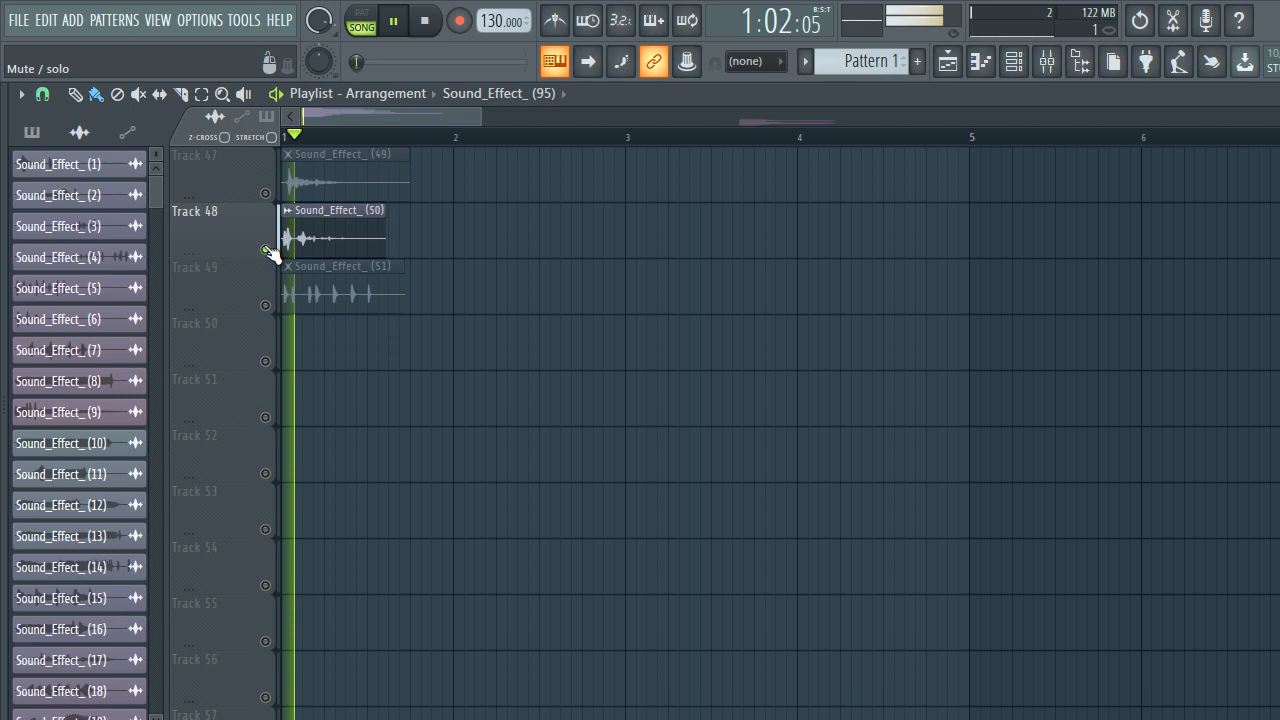 FILE EDIT ADD PATTERNS VIEW OPTIONS TOOLS HELP
PAT
SONG
130.000
3.2.
1:02:05
B:S:T
2
122 MB
1
Mute / solo
(none)
Pattern 1
+
Playlist - Arrangement
Sound_Effect_ (95)
Z-CROSS
STRETCH
1
2
3
4
5
6
Sound_Effect_ (1)
Sound_Effect_ (2)
Sound_Effect_ (3)
Sound_Effect_ (4)
Sound_Effect_ (5)
Sound_Effect_ (6)
Sound_Effect_ (7)
Sound_Effect_ (8)
Sound_Effect_ (9)
Sound_Effect_ (10)
Sound_Effect_ (11)
Sound_Effect_ (12)
Sound_Effect_ (13)
Sound_Effect_ (14)
Sound_Effect_ (15)
Sound_Effect_ (16)
Sound_Effect_ (17)
Sound_Effect_ (18)
Track 47
Sound_Effect_ (49)
Track 48
Sound_Effect_ (50)
Track 49
Sound_Effect_ (51)
Track 50
Track 51
Track 52
Track 53
Track 54
Track 55
Track 56
Track 57